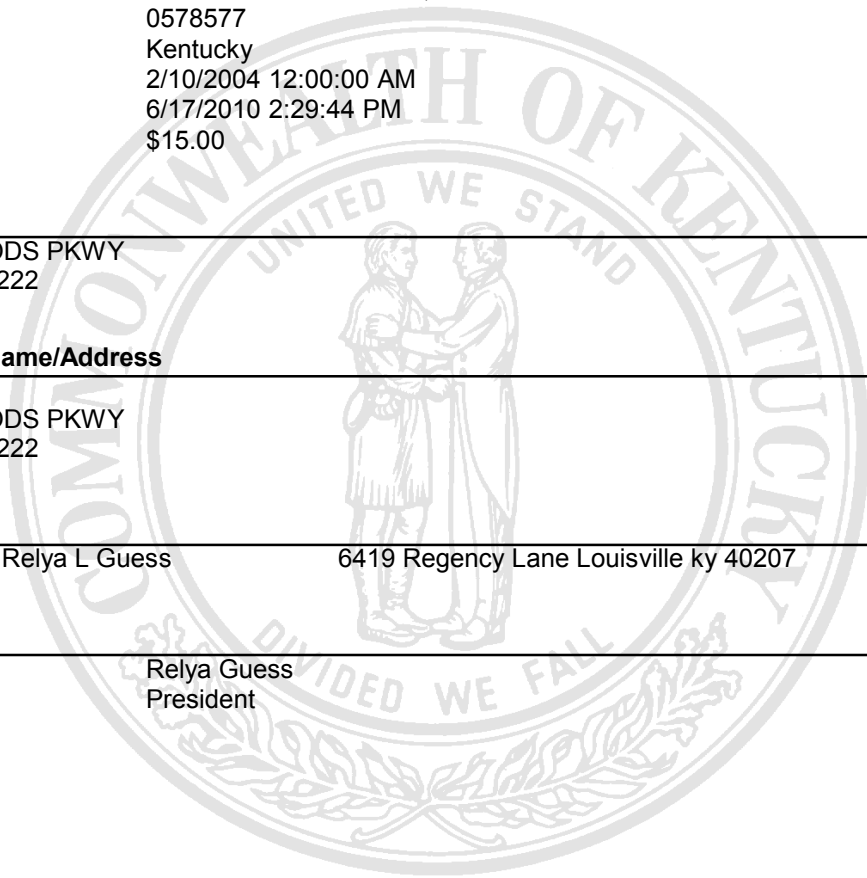 0578577
Kentucky
2/10/2004 12:00:00 AM
6/17/2010 2:29:44 PM
$15.00
COMMONWEALTH OF KENTUCKY
UNITED WE STAND
DS PKWY
222
ame/Address
DS PKWY
222
Relya L Guess 6419 Regency Lane Louisville ky 40207
Relya Guess
President
DIVIDED WE FALL